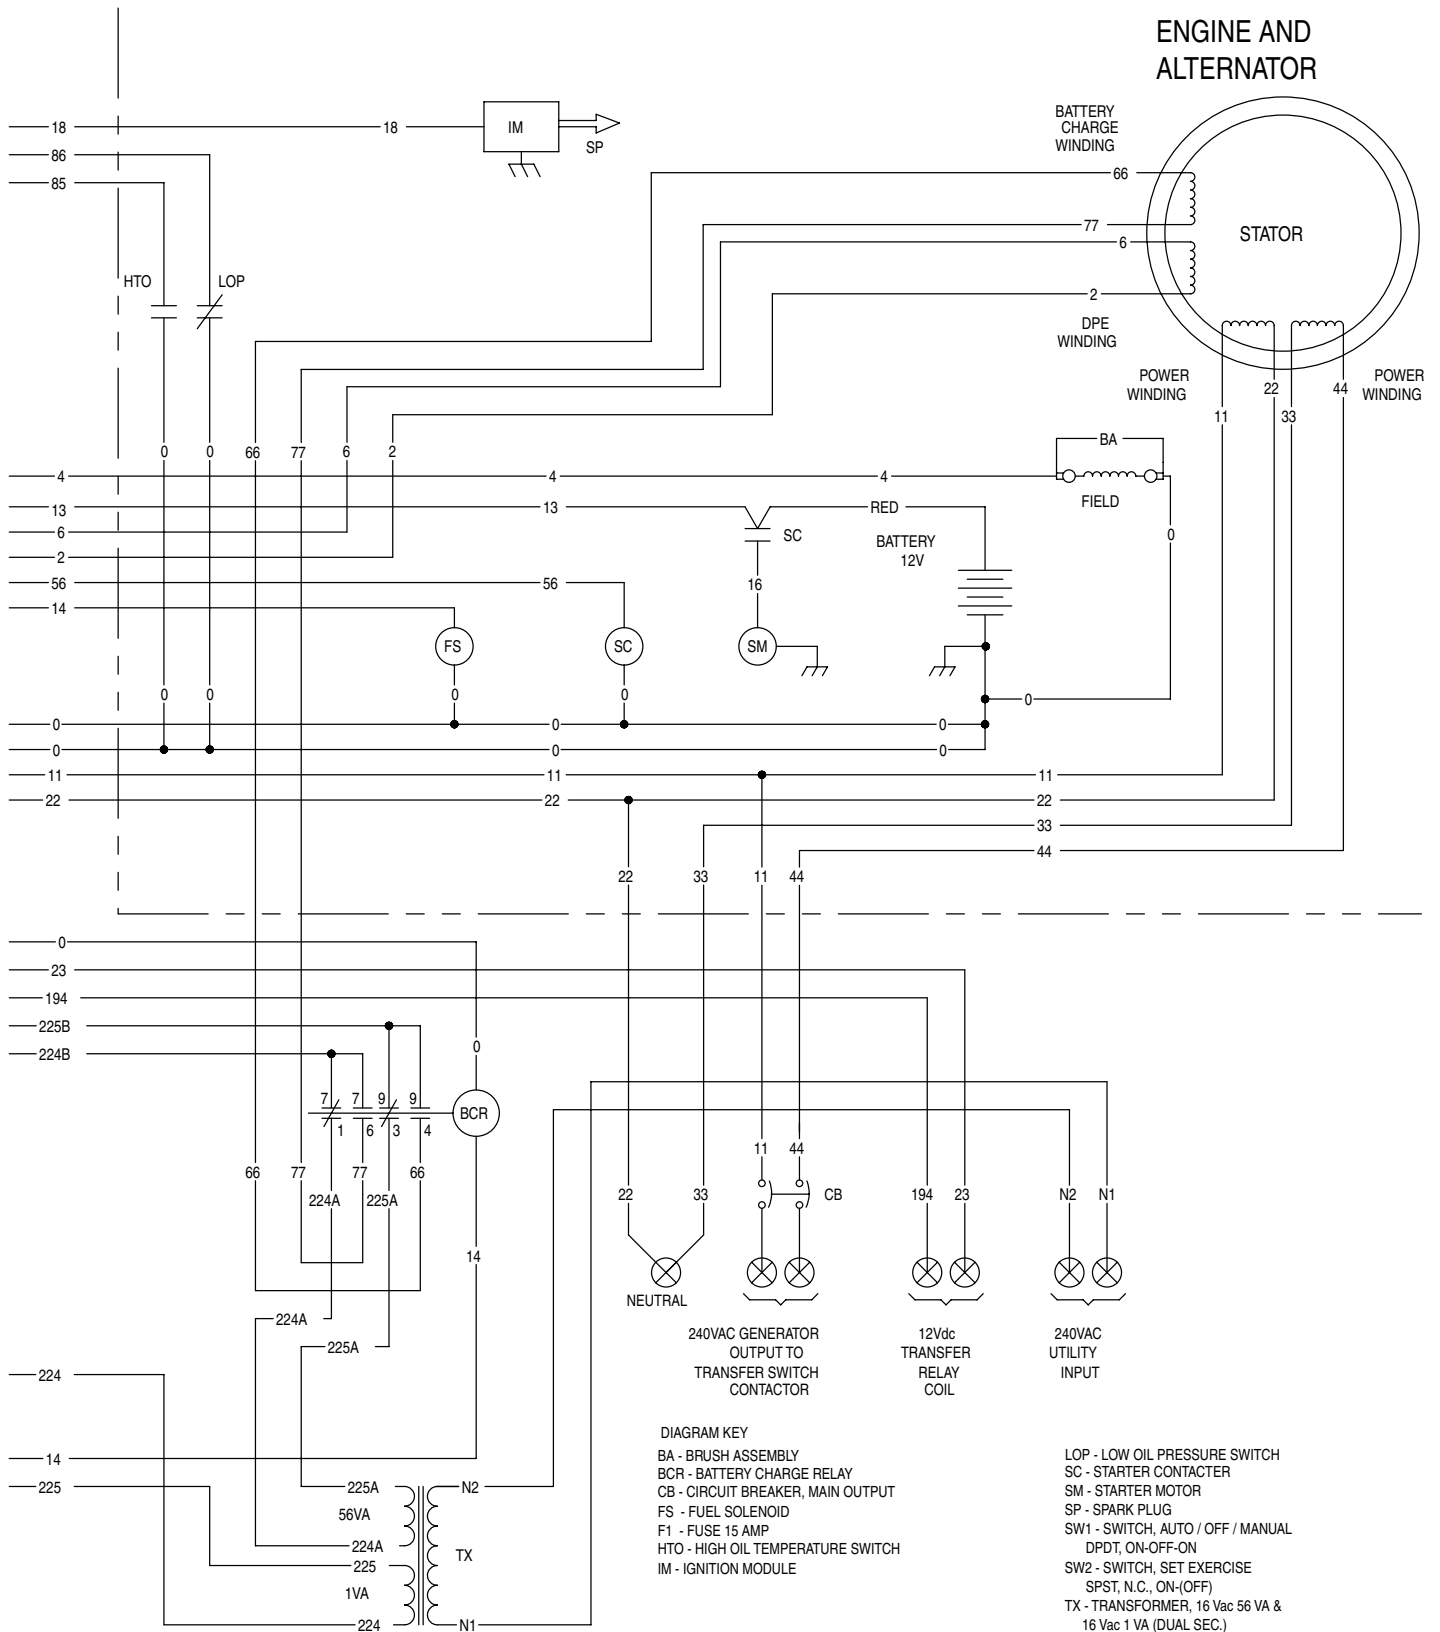 ENGINE AND
ALTERNATOR
BATTERY
CHARGE
WINDING
18
18
IM
SP
86
85
66
77
STATOR
6
2
HTO
LOP
DPE
WINDING
POWER
WINDING
22
44
POWER
WINDING
11
33
0
0
66
77
6
2
BA
4
4
4
FIELD
13
13
RED
SC
BATTERY
12V
0
6
2
56
56
16
14
FS
SC
SM
0
0
0
0
0
0
0
0
0
0
0
11
11
11
22
22
22
33
44
22
33
11
44
0
23
194
225B
0
224B
7
7
9
9
BCR
1
6
3
4
11
44
66
77
77
66
224A
225A
22
33
CB
194
23
N2
N1
14
NEUTRAL
224A
240VAC GENERATOR
OUTPUT TO
TRANSFER SWITCH
CONTACTOR
12Vdc
TRANSFER
RELAY
COIL
240VAC
UTILITY
INPUT
225A
224
DIAGRAM KEY
BA - BRUSH ASSEMBLY
BCR - BATTERY CHARGE RELAY
CB - CIRCUIT BREAKER, MAIN OUTPUT
FS - FUEL SOLENOID
F1 - FUSE 15 AMP
HTO - HIGH OIL TEMPERATURE SWITCH
IM - IGNITION MODULE
LOP - LOW OIL PRESSURE SWITCH
SC - STARTER CONTACTER
SM - STARTER MOTOR
SP - SPARK PLUG
SW1 - SWITCH, AUTO / OFF / MANUAL
DPDT, ON-OFF-ON
SW2 - SWITCH, SET EXERCISE
SPST, N.C., ON-(OFF)
TX - TRANSFORMER, 16 Vac 56 VA &
16 Vac 1 VA (DUAL SEC.)
14
225
225A
N2
56VA
224A
TX
225
1VA
224
N1